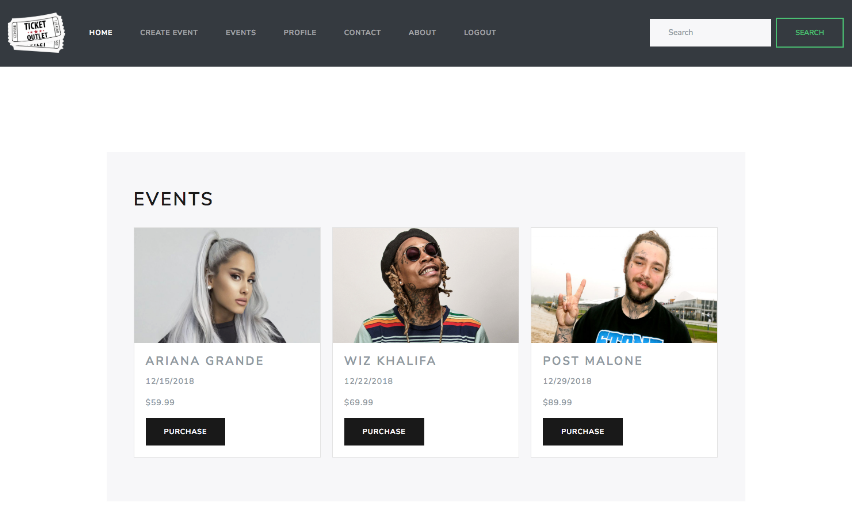 TICKET
OUTLET
HOME
CREATE EVENT
EVENTS
PROFILE
CONTACT
ABOUT
LOGOUT
Search
SEARCH
EVENTS
ARIANA GRANDE
12/15/2018
$59.99
PURCHASE
WIZ KHALIFA
12/22/2018
$69.99
PURCHASE
POST MALONE
12/29/2018
$89.99
PURCHASE